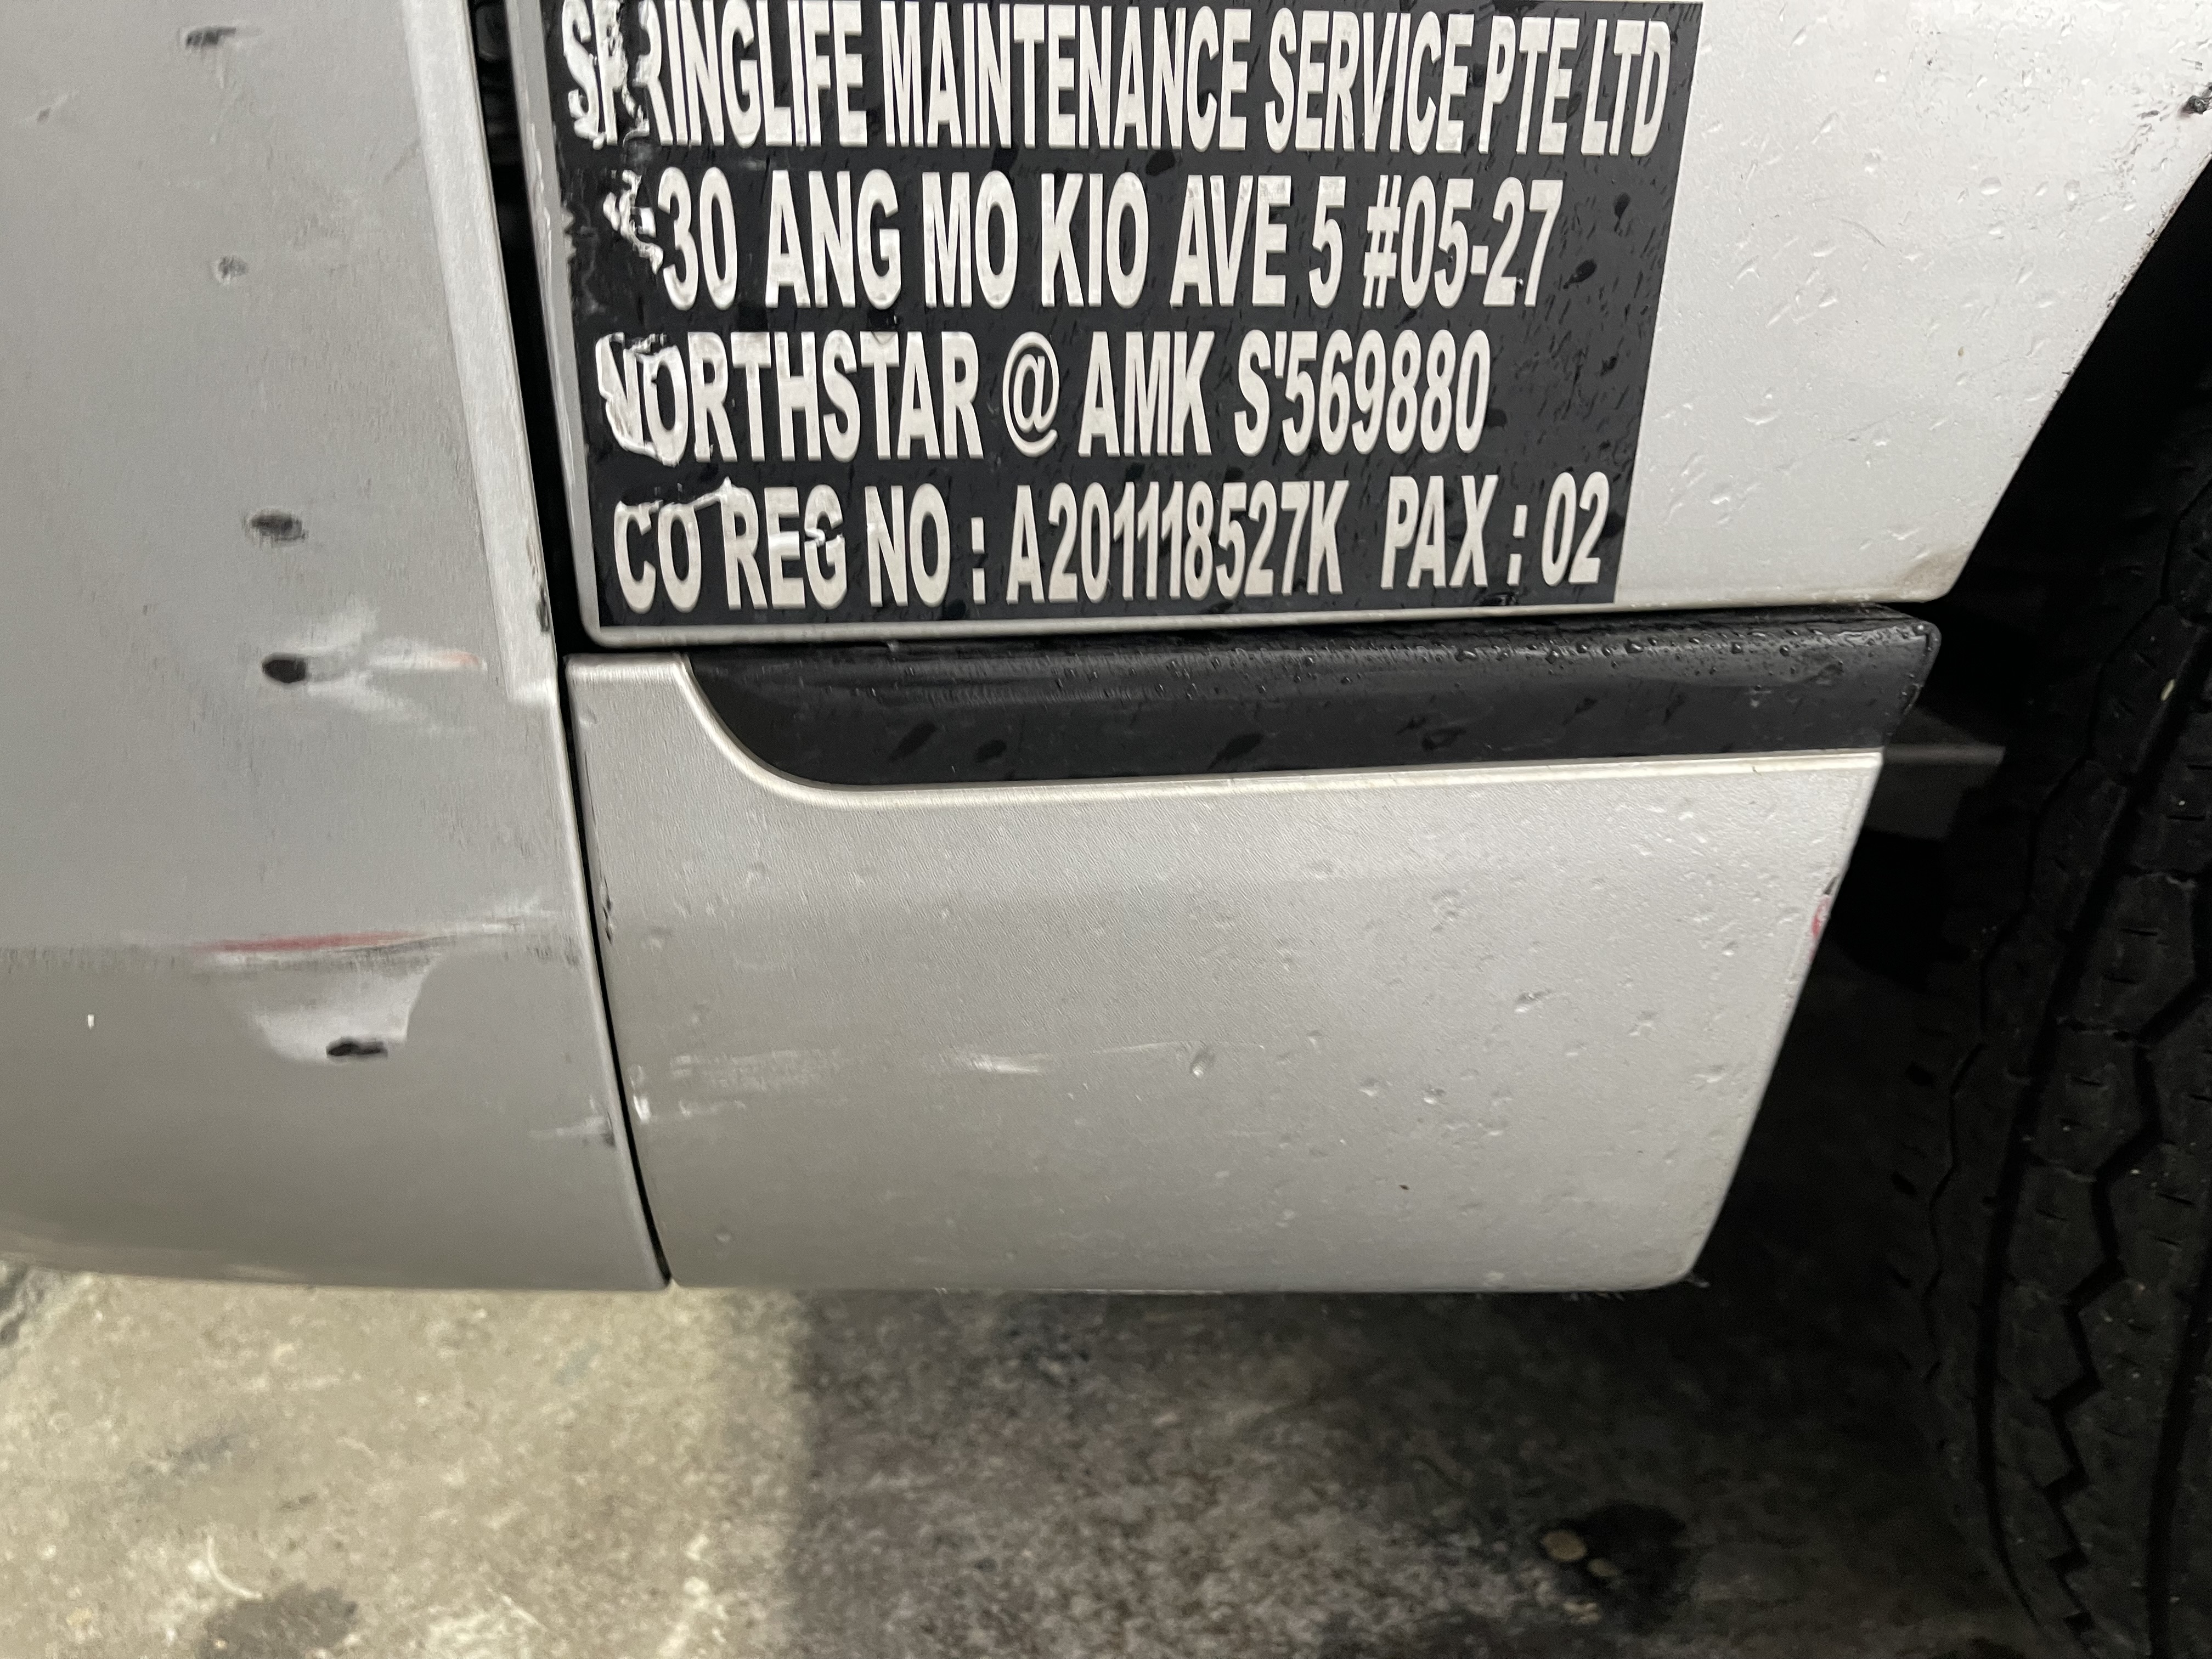 SPRINGLIFE MAINTENANCE SERVICE PTE LTD
30 ANG MO KIO AVE 5 #05-27
NORTHSTAR @ AMK S'569880
CO REG NO : A201118527K PAX : 02